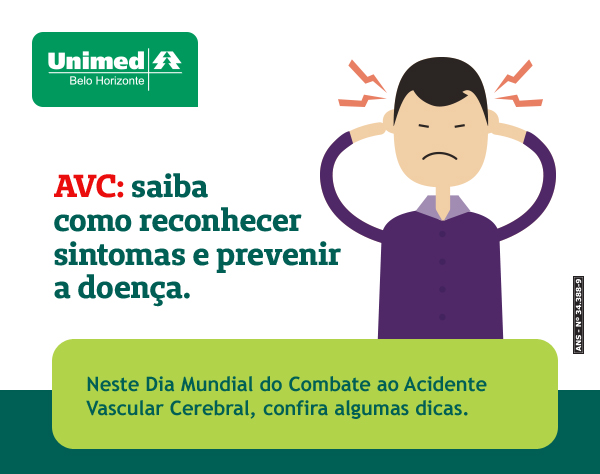 Unimed
Belo Horizonte
AVC: saiba
como reconhecer
sintomas e prevenir
a doença.
ANS - Nº 34.388-9
Neste Dia Mundial do Combate ao Acidente
Vascular Cerebral, confira algumas dicas.